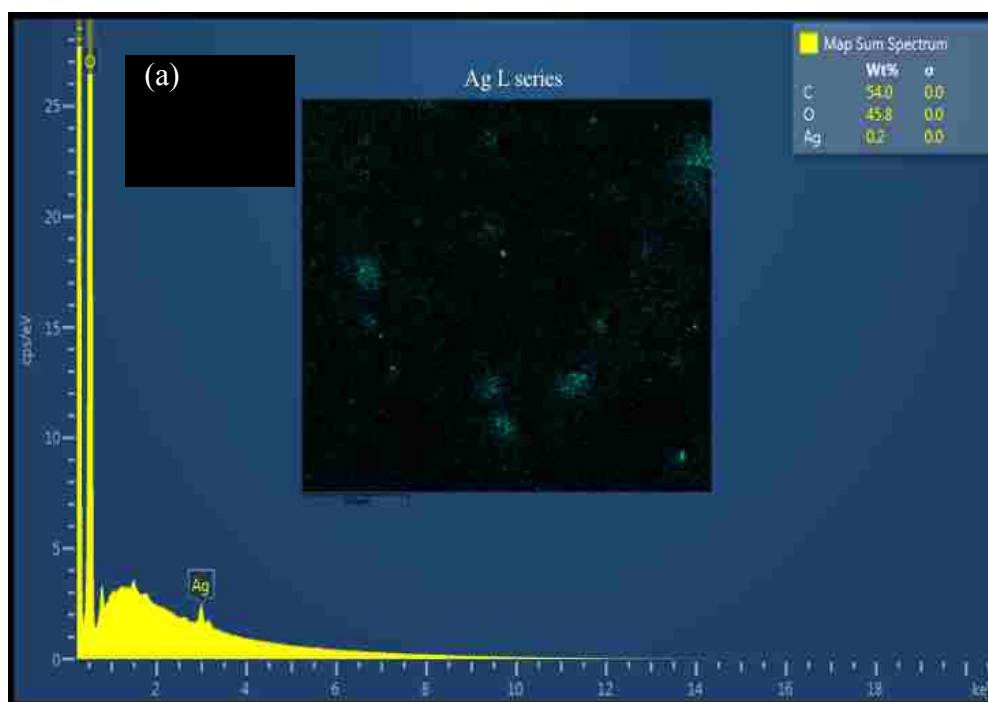 (a)
Ag L series
Map Sum Spectrum
Wt% σ
C 54.0 0.0
O 45.8 0.0
Ag 0.2 0.0
O
25
20
15
10
5
0
cps/eV
Ag
2 4 6 8 10 12 14 16 18